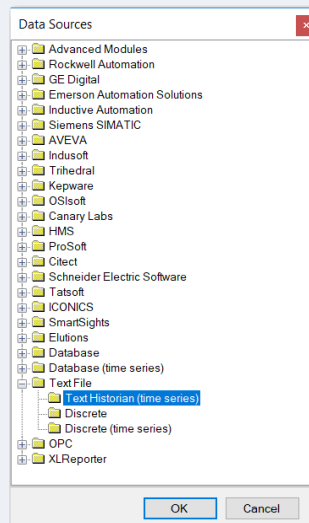 Data Sources
Advanced Modules
Rockwell Automation
GE Digital
Emerson Automation Solutions
Inductive Automation
Siemens SIMATIC
AVEVA
Indusoft
Trihedral
Kepware
OSIsoft
Canary Labs
HMS
ProSoft
Citect
Schneider Electric Software
Tatsoft
ICONICS
SmartSights
Elutions
Database
Database (time series)
Text File
Text Historian (time series)
Discrete
Discrete (time series)
OPC
XLReporter
OK Cancel